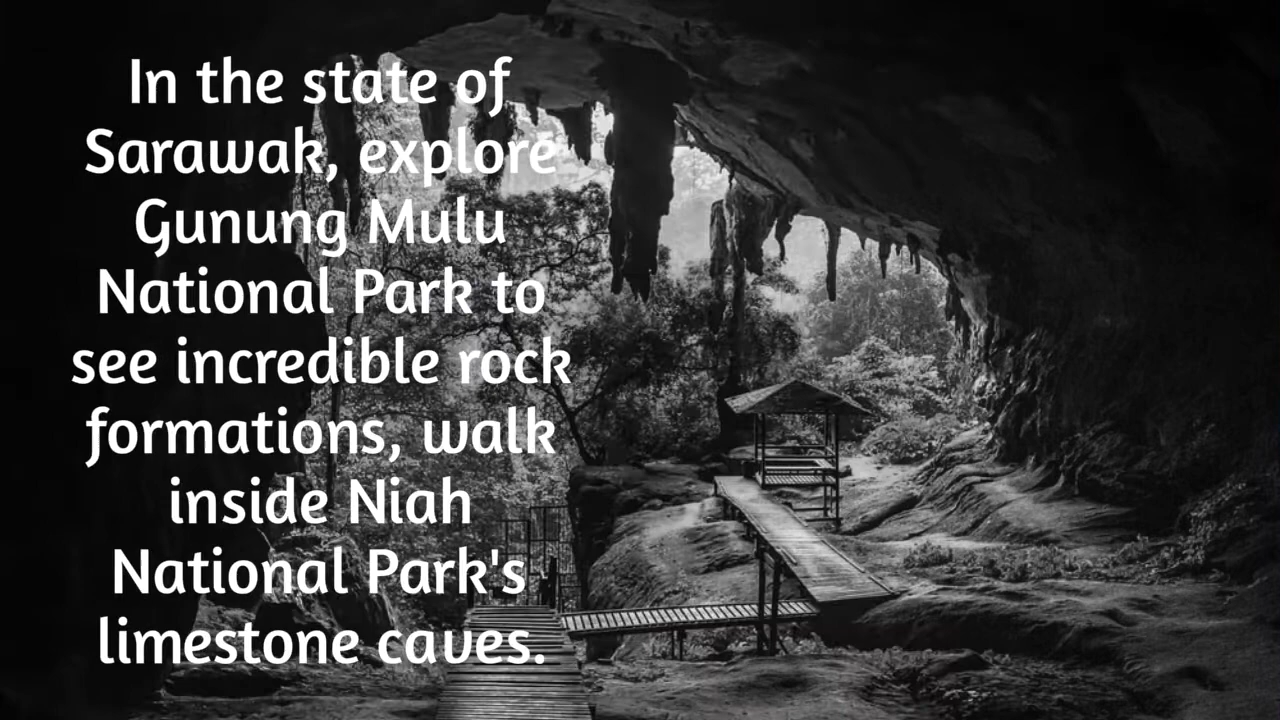 In the state of
Sarawak, explore
Gunung Mulu
National Park to
see incredible rock
formations, walk
inside Niah
National Park's
limestone caves.